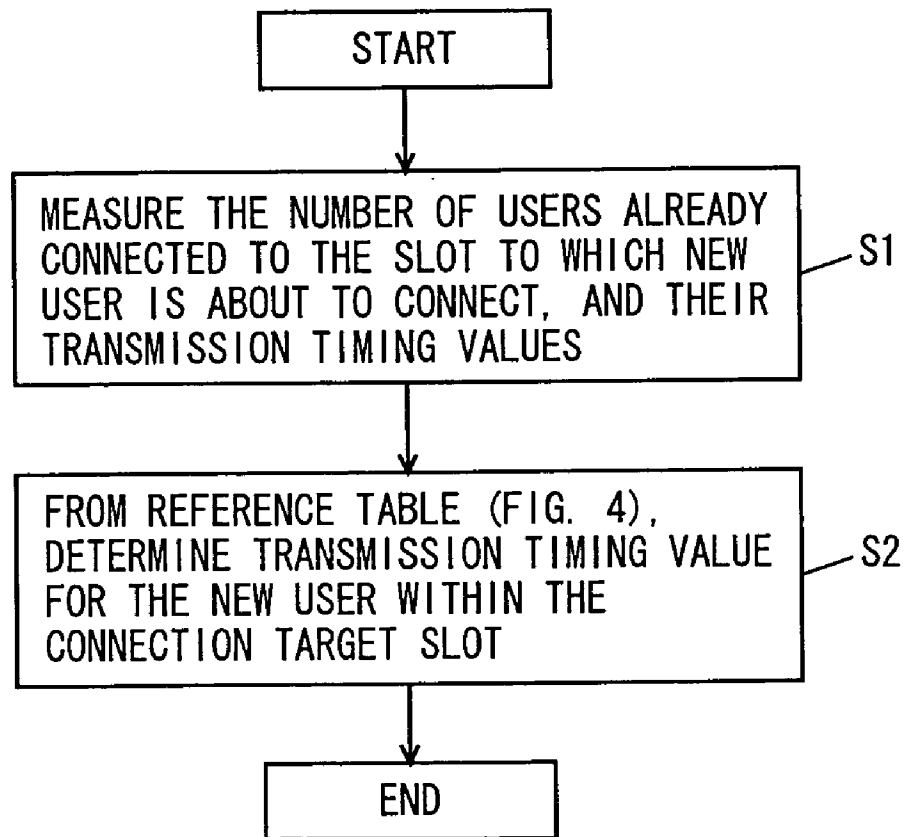 START
MEASURE THE NUMBER OF USERS ALREADY
CONNECTED TO THE SLOT TO WHICH NEW
USER IS ABOUT TO CONNECT, AND THEIR
TRANSMISSION TIMING VALUES
S1
FROM REFERENCE TABLE (FIG. 4),
DETERMINE TRANSMISSION TIMING VALUE
FOR THE NEW USER WITHIN THE
CONNECTION TARGET SLOT
S2
END